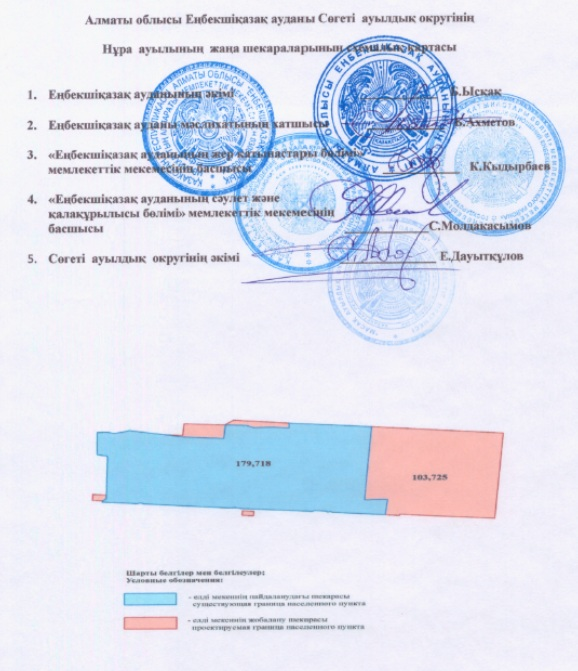 Алматы облысы Еңбекшіқазақ ауданы Сөгеті ауылдық округінің
Нұра ауылының жаңа шекараларының картасы
1. Еңбекшіқазақ ауданының әкімі Б.Ысқақ
2. Еңбекшіқазақ ауданы мәслихатының хатшысы Б.Ахметов
3. «Еңбекшіқазақ ауданының жер қатынастары бөлімі»
мемлекеттік мекемесінің басшысы К.Кыдырбаев
4. «Еңбекшіқазақ ауданының сәулет және
қалақұрылысы бөлімі» мемлекеттік мекемесінің
басшысы С.Молдакасымов
5. Сөгеті ауылдық округінің әкімі Е.Дауытқұлов
179,718
103,725
Шартты белгілер мен белгілеулер;
Условные обозначения:
- елді мекеннің пайдаланудағы шекарасы
существующая граница населенного пункта
- елді мекеннің жобалану шекарасы
проектируемая граница населенного пункта